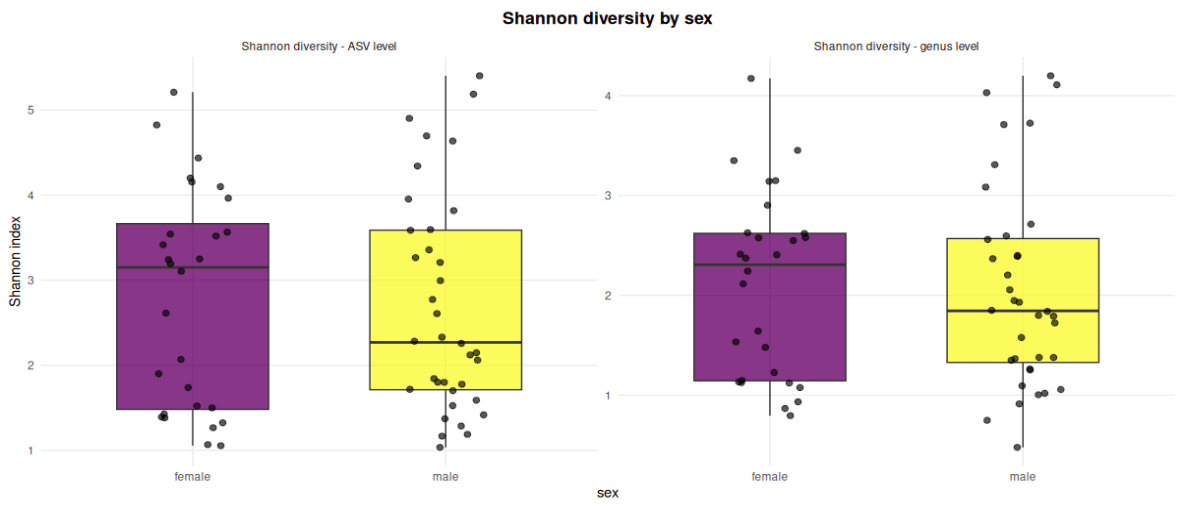 Shannon diversity by sex
Shannon diversity - ASV level
Shannon diversity - genus level
Shannon index
5
4
3
2
1
4
3
2
1
female
male
female
male
sex